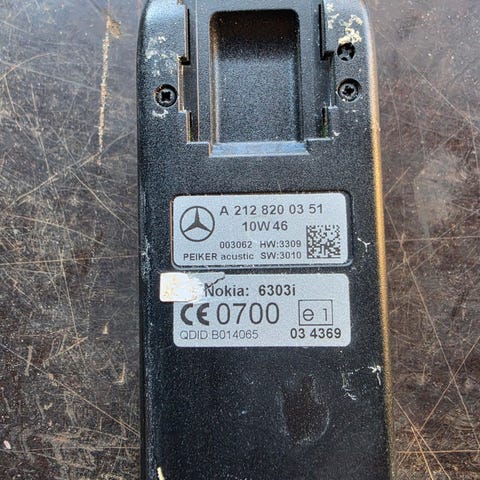 A 212 820 03 51
10W46
003062 HW:3309
PEIKER acustic SW:3010
Nokia: 6303i
CE 0700 e1
QDID B014065 03 4369